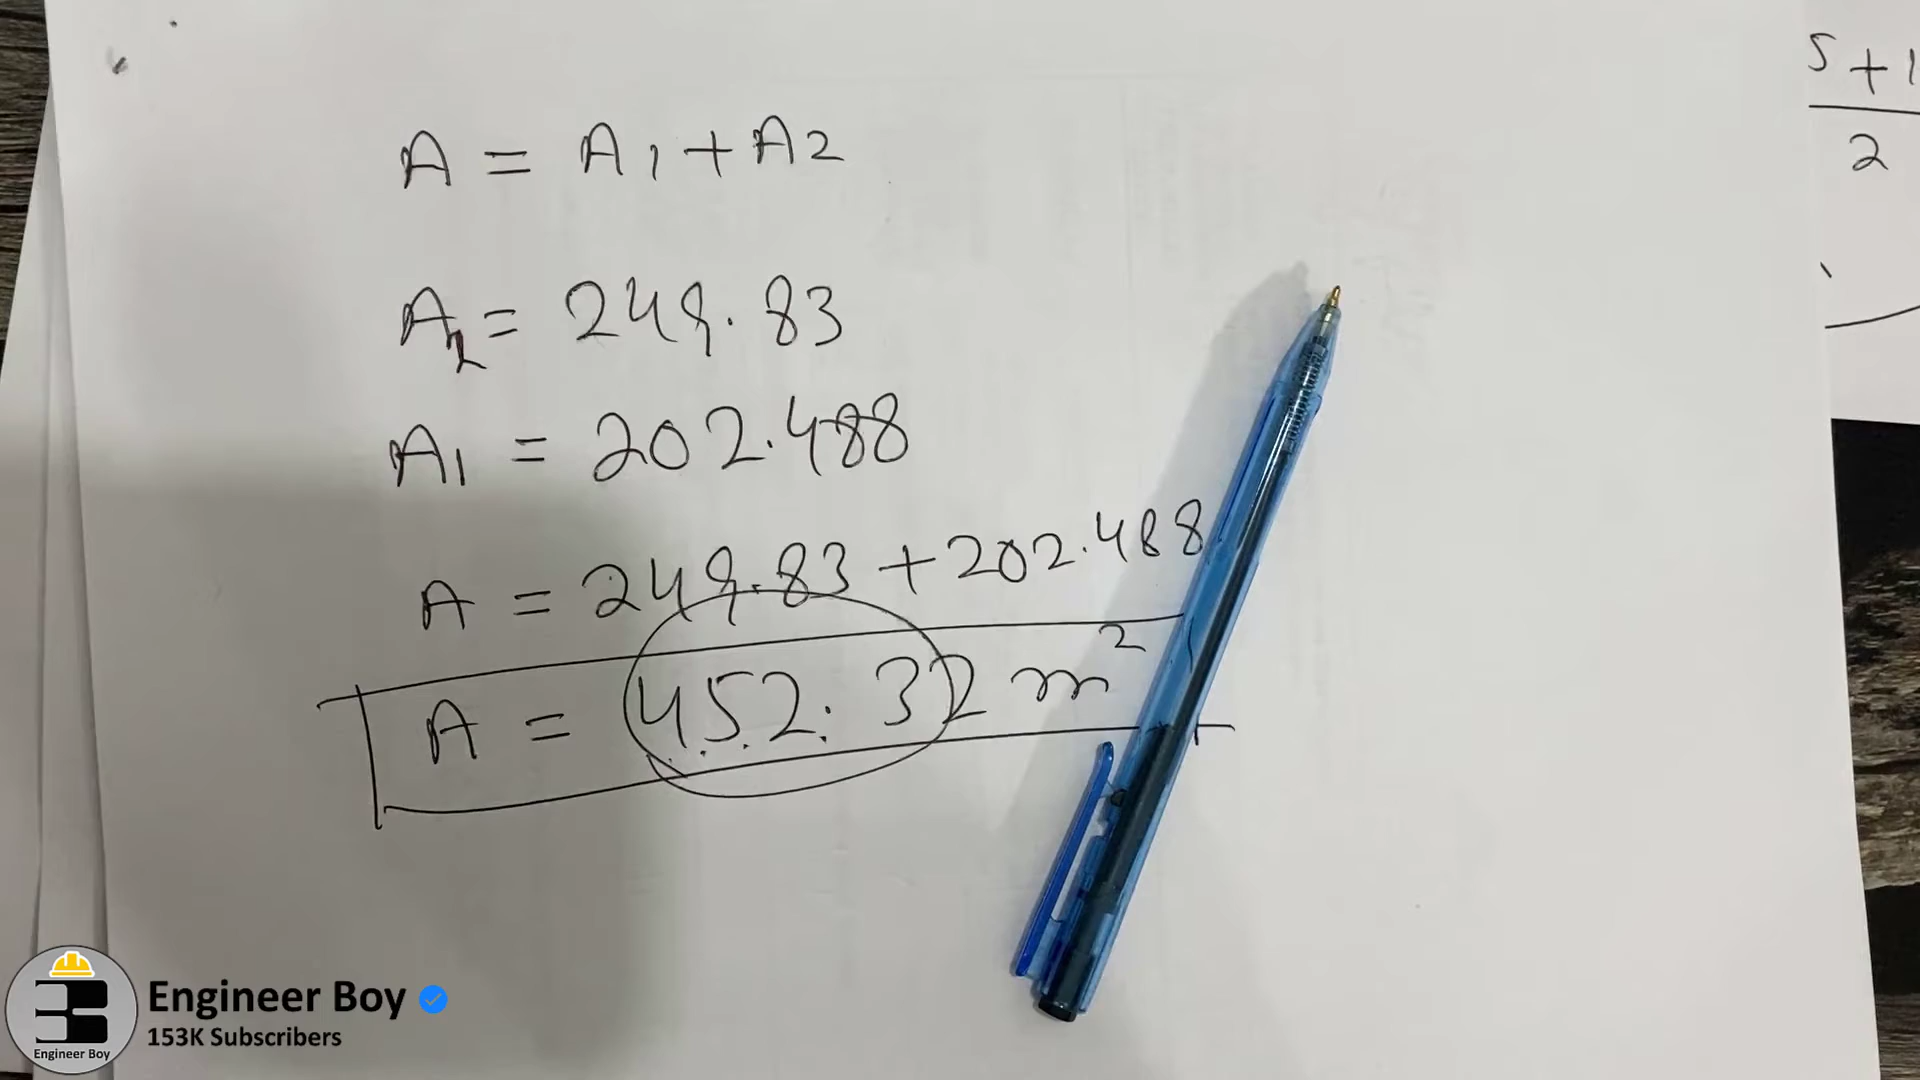 A = A1 + A2
A2 = 249.83
A1 = 202.488
A = 249.83 + 202.488
A = 452.32 m²
5+1
2
Engineer Boy
153K Subscribers
Engineer Boy